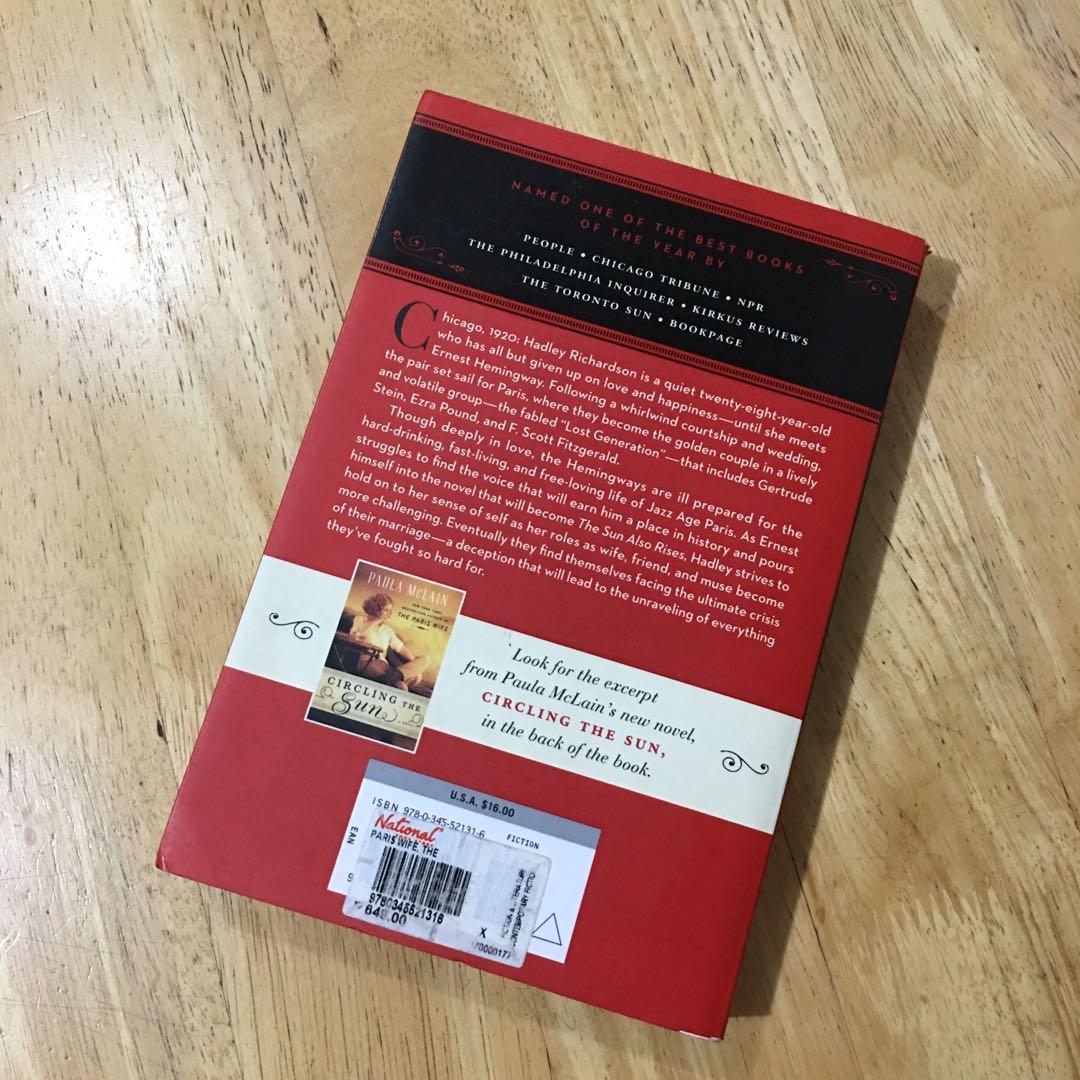 NAMED ONE OF THE BEST BOOKS
OF THE YEAR BY
PEOPLE • CHICAGO TRIBUNE • NPR
THE PHILADELPHIA INQUIRER • KIRKUS REVIEWS
THE TORONTO SUN • BOOKPAGE
Chicago, 1920: Hadley Richardson is a quiet twenty-eight-year-old
who has all but given up on love and happiness—until she meets
Ernest Hemingway. Following a whirlwind courtship and wedding,
the pair set sail for Paris, where they become the golden couple in a lively
and volatile group—the fabled "Lost Generation"—that includes Gertrude
Stein, Ezra Pound, and F. Scott Fitzgerald.
Though deeply in love, the Hemingways are ill prepared for the
hard-drinking, fast-living, and free-loving life of Jazz Age Paris. As Ernest
struggles to find the voice that will earn him a place in history and pours
himself into the novel that will become The Sun Also Rises, Hadley strives to
hold on to her sense of self as her roles as wife, friend, and muse become
more challenging. Eventually they find themselves facing the ultimate crisis
of their marriage—a deception that will lead to the unraveling of everything
they've fought so hard for.
PAULA McLAIN
NEW YORK TIMES
BESTSELLING AUTHOR OF
THE PARIS WIFE
CIRCLING THE
Sun
Look for the excerpt
from Paula McLain's new novel,
CIRCLING THE SUN,
in the back of the book.
U.S.A. $16.00
ISBN 978-0-345-52131-6
FICTION
EAN
National
PARIS WIFE, THE
9780345521316
X